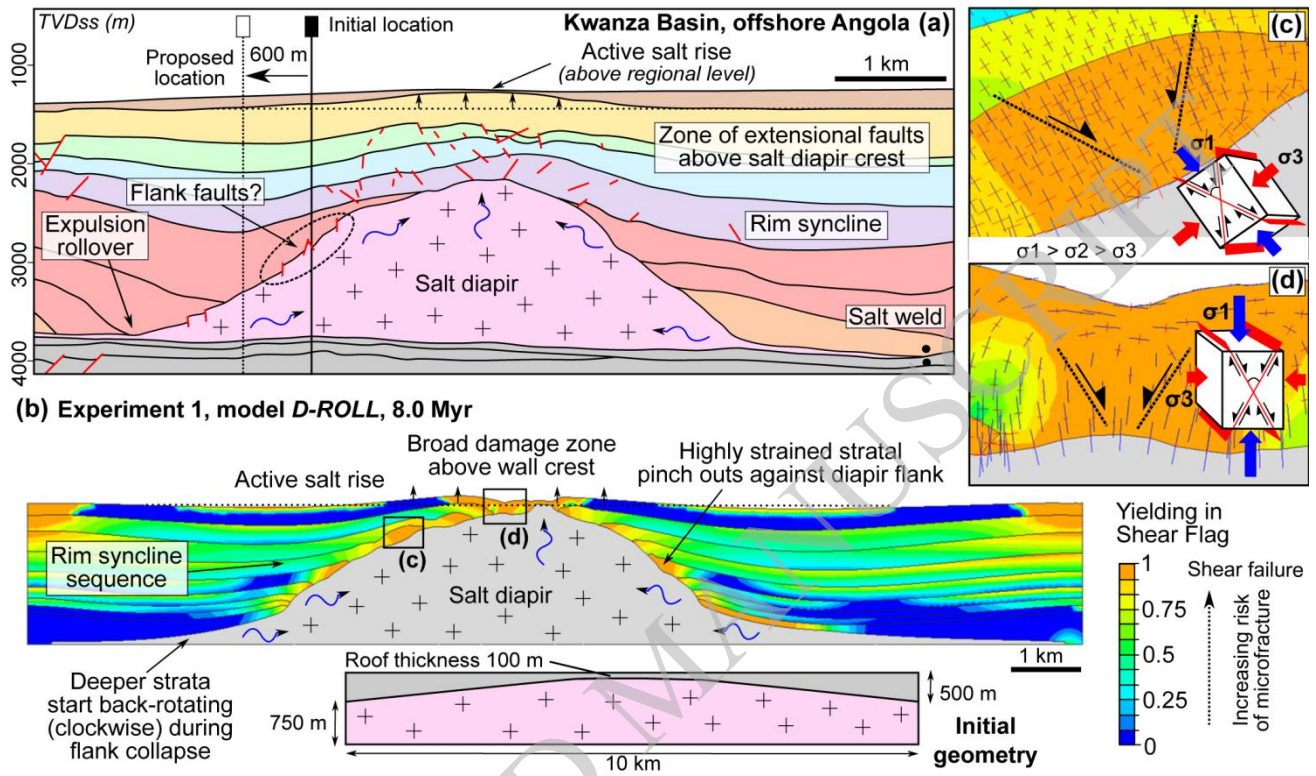 TVDss (m)
Initial location
Kwanza Basin, offshore Angola (a)
Proposed
location
600 m
Active salt rise
(above regional level)
1 km
1000
2000
3000
4000
Zone of extensional faults
above salt diapir crest
Flank faults?
Expulsion
rollover
Rim syncline
Salt diapir
Salt weld
(c)
σ1
σ3
σ1 > σ2 > σ3
(d)
σ1
σ3
(b) Experiment 1, model D-ROLL, 8.0 Myr
Active salt rise
Broad damage zone
above wall crest
Highly strained stratal
pinch outs against diapir flank
Rim syncline
sequence
(c)
(d)
Salt diapir
1 km
Deeper strata
start back-rotating
(clockwise) during
flank collapse
Roof thickness 100 m
750 m
500 m
Initial
geometry
10 km
Yielding in
Shear Flag
1
0.75
0.5
0.25
0
Shear failure
Increasing risk
of microfracture
D MANUSCRIPT